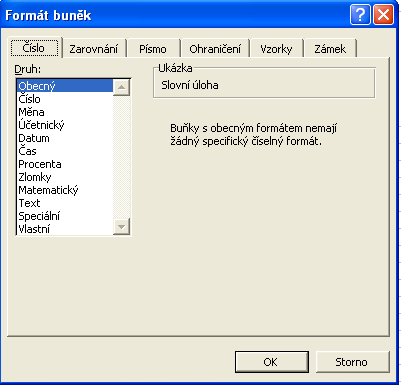 Formát buněk
Číslo Zarovnání Písmo Ohraničení Vzorky Zámek
Druh:
Obecný
Číslo
Měna
Účetnický
Datum
Čas
Procenta
Zlomky
Matematický
Text
Speciální
Vlastní
Ukázka
Slovní úloha
Buňky s obecným formátem nemají
žádný specifický číselný formát.
OK Storno